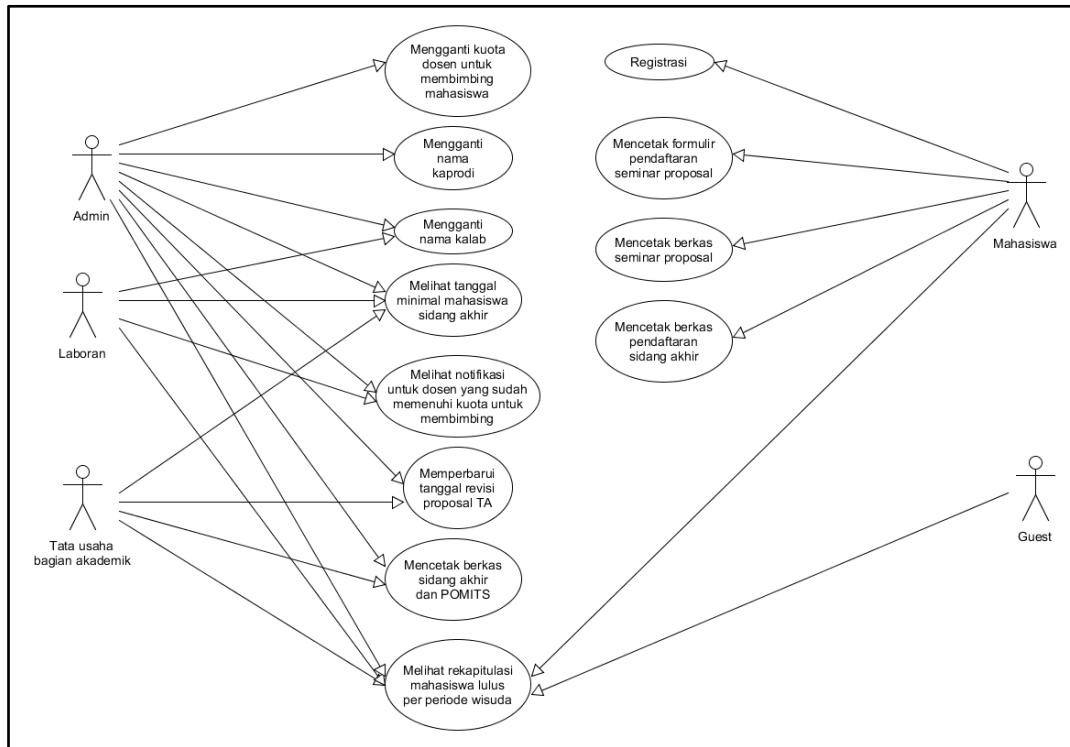 Mengganti kuota
dosen untuk
membimbing
mahasiswa
Registrasi
Mengganti
nama
kaprodi
Mencetak formulir
pendaftaran
seminar proposal
Admin
Mahasiswa
Mengganti
nama kalab
Mencetak berkas
seminar proposal
Melihat tanggal
minimal mahasiswa
sidang akhir
Mencetak berkas
pendaftaran
sidang akhir
Laboran
Melihat notifikasi
untuk dosen yang sudah
memenuhi kuota untuk
membimbing
Memperbarui
tanggal revisi
proposal TA
Tata usaha
bagian akademik
Guest
Mencetak berkas
sidang akhir
dan POMITS
Melihat rekapitulasi
mahasiswa lulus
per periode wisuda